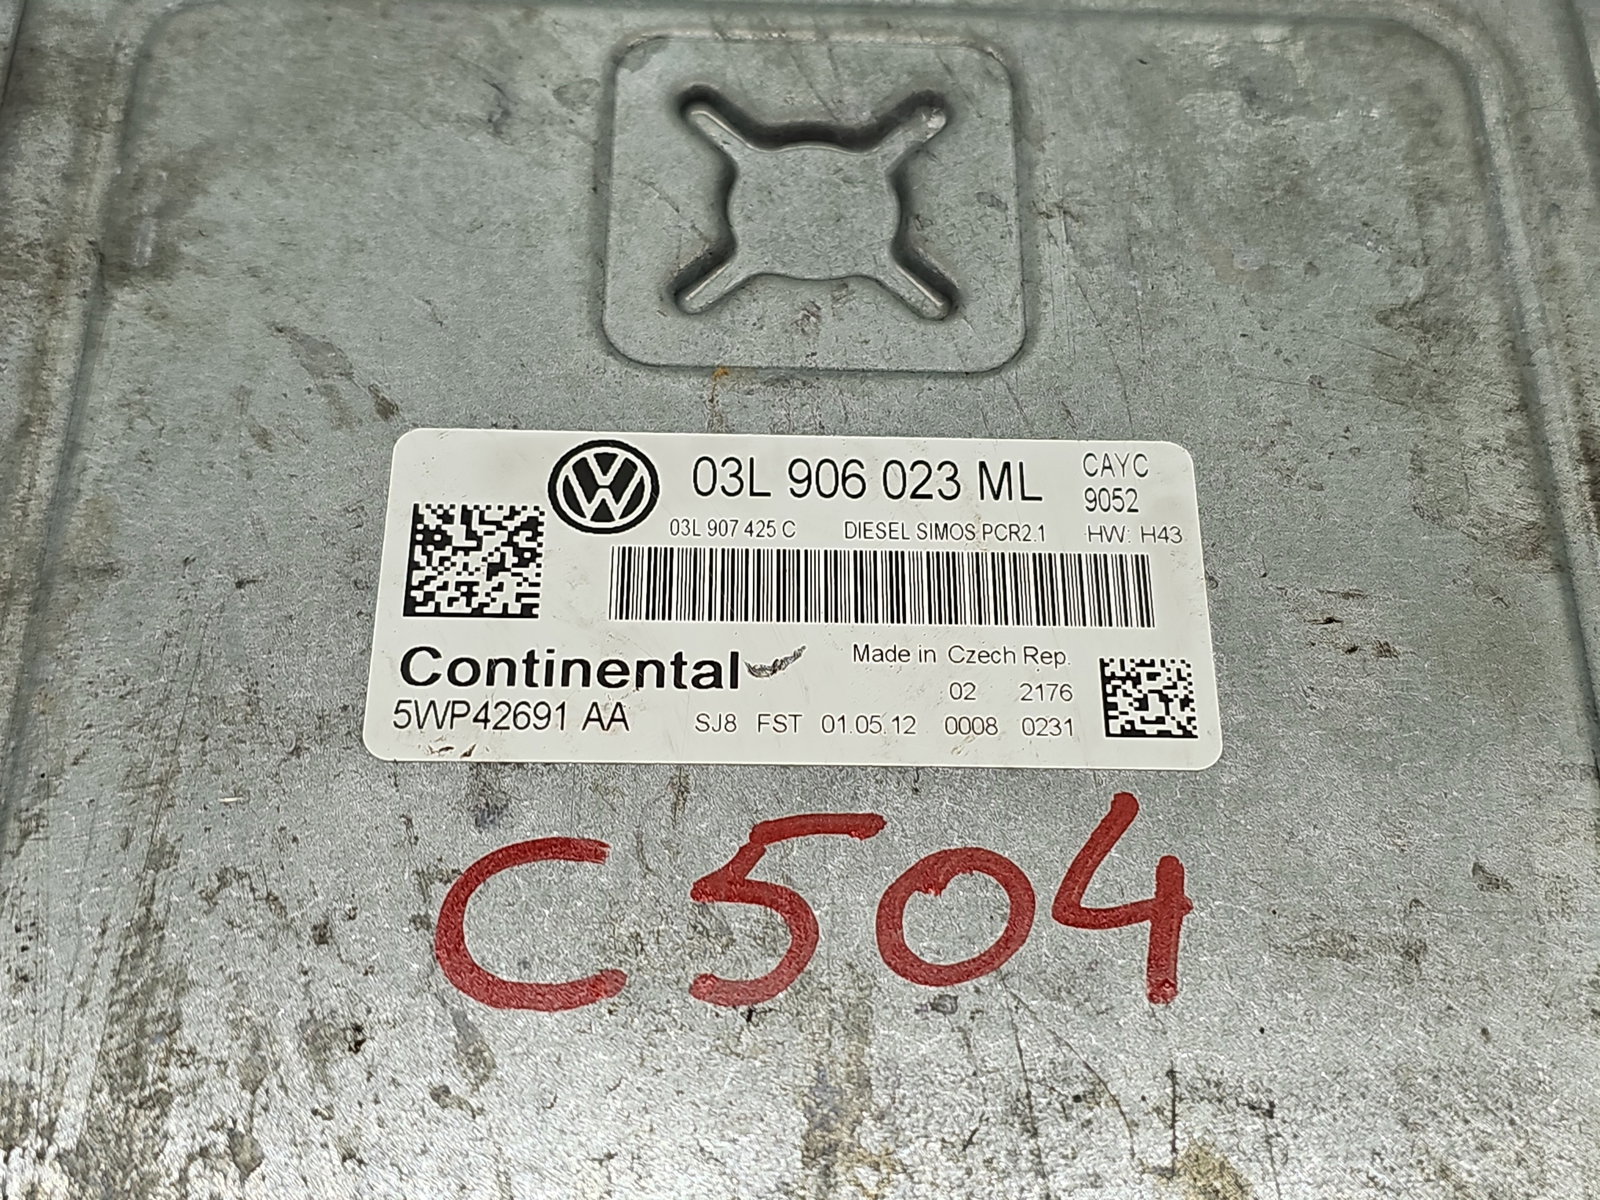 03L 906 023 ML CAYC
9052
03L 907 425 C DIESEL SIMOS PCR2.1 HW: H43
Continental Made in Czech Rep.
02 2176
5WP42691 AA SJ8 FST 01.05.12 0008 0231
C504